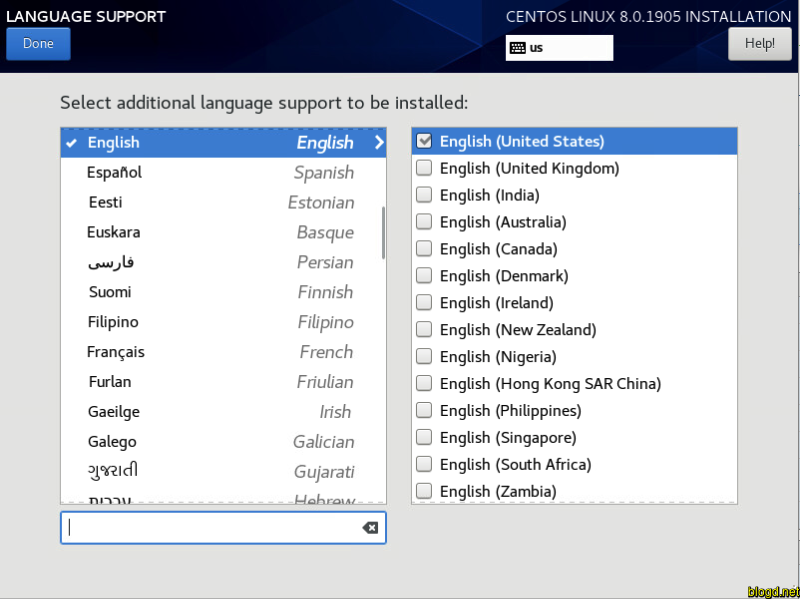 LANGUAGE SUPPORT
CENTOS LINUX 8.0.1905 INSTALLATION
Done
us
Help!
Select additional language support to be installed:
English English
Español Spanish
Eesti Estonian
Euskara Basque
فارسی Persian
Suomi Finnish
Filipino Filipino
Français French
Furlan Friulian
Gaeilge Irish
Galego Galician
ગુજરાતી Gujarati
עברית Hebrew
English (United States)
English (United Kingdom)
English (India)
English (Australia)
English (Canada)
English (Denmark)
English (Ireland)
English (New Zealand)
English (Nigeria)
English (Hong Kong SAR China)
English (Philippines)
English (Singapore)
English (South Africa)
English (Zambia)
blogd.net